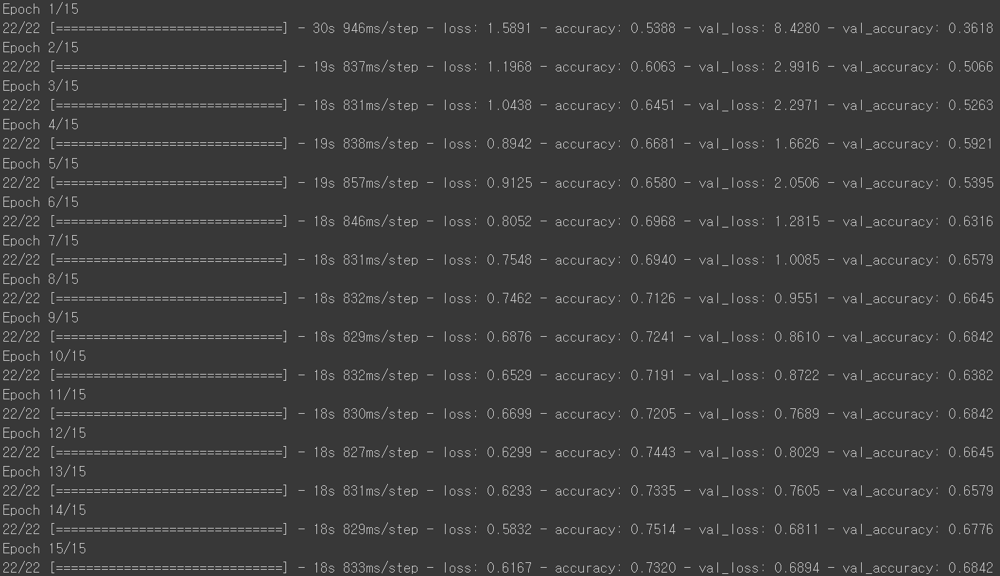 Epoch 1/15
22/22 [==============================] - 30s 946ms/step - loss: 1.5891 - accuracy: 0.5388 - val_loss: 8.4280 - val_accuracy: 0.3618
Epoch 2/15
22/22 [==============================] - 19s 837ms/step - loss: 1.1968 - accuracy: 0.6063 - val_loss: 2.9916 - val_accuracy: 0.5066
Epoch 3/15
22/22 [==============================] - 18s 831ms/step - loss: 1.0438 - accuracy: 0.6451 - val_loss: 2.2971 - val_accuracy: 0.5263
Epoch 4/15
22/22 [==============================] - 19s 838ms/step - loss: 0.8942 - accuracy: 0.6681 - val_loss: 1.6626 - val_accuracy: 0.5921
Epoch 5/15
22/22 [==============================] - 19s 857ms/step - loss: 0.9125 - accuracy: 0.6580 - val_loss: 2.0506 - val_accuracy: 0.5395
Epoch 6/15
22/22 [==============================] - 18s 846ms/step - loss: 0.8052 - accuracy: 0.6968 - val_loss: 1.2815 - val_accuracy: 0.6316
Epoch 7/15
22/22 [==============================] - 18s 831ms/step - loss: 0.7548 - accuracy: 0.6940 - val_loss: 1.0085 - val_accuracy: 0.6579
Epoch 8/15
22/22 [==============================] - 18s 832ms/step - loss: 0.7462 - accuracy: 0.7126 - val_loss: 0.9551 - val_accuracy: 0.6645
Epoch 9/15
22/22 [==============================] - 18s 829ms/step - loss: 0.6876 - accuracy: 0.7241 - val_loss: 0.8610 - val_accuracy: 0.6842
Epoch 10/15
22/22 [==============================] - 18s 832ms/step - loss: 0.6529 - accuracy: 0.7191 - val_loss: 0.8722 - val_accuracy: 0.6382
Epoch 11/15
22/22 [==============================] - 18s 830ms/step - loss: 0.6699 - accuracy: 0.7205 - val_loss: 0.7689 - val_accuracy: 0.6842
Epoch 12/15
22/22 [==============================] - 18s 827ms/step - loss: 0.6299 - accuracy: 0.7443 - val_loss: 0.8029 - val_accuracy: 0.6645
Epoch 13/15
22/22 [==============================] - 18s 831ms/step - loss: 0.6293 - accuracy: 0.7335 - val_loss: 0.7605 - val_accuracy: 0.6579
Epoch 14/15
22/22 [==============================] - 18s 829ms/step - loss: 0.5832 - accuracy: 0.7514 - val_loss: 0.6811 - val_accuracy: 0.6776
Epoch 15/15
22/22 [==============================] - 18s 833ms/step - loss: 0.6167 - accuracy: 0.7320 - val_loss: 0.6894 - val_accuracy: 0.6842